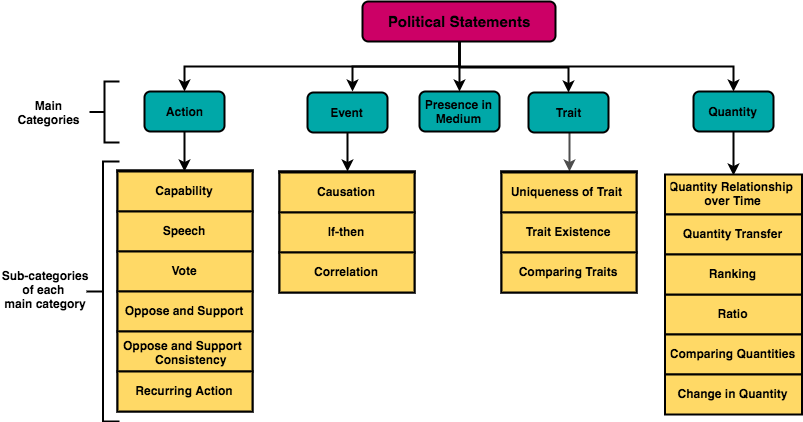 Political Statements
Main
Categories
Action
Event
Presence in
Medium
Trait
Quantity
Sub-categories
of each
main category
Capability
Speech
Vote
Oppose and Support
Oppose and Support
Consistency
Recurring Action
Causation
If-then
Correlation
Uniqueness of Trait
Trait Existence
Comparing Traits
Quantity Relationship
over Time
Quantity Transfer
Ranking
Ratio
Comparing Quantities
Change in Quantity